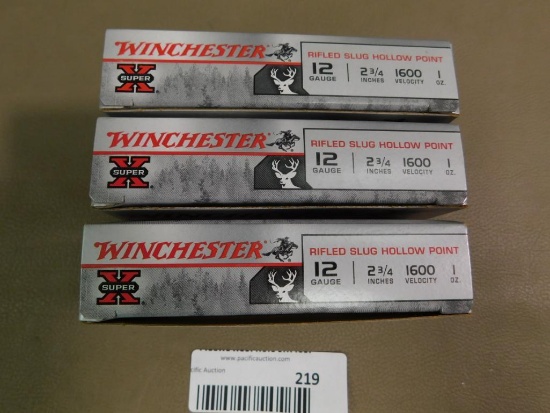 WINCHESTER
RIFLED SLUG HOLLOW POINT
SUPER X
12 GAUGE
2 3/4 INCHES
1600 VELOCITY
1 OZ.
WINCHESTER
RIFLED SLUG HOLLOW POINT
SUPER X
12 GAUGE
2 3/4 INCHES
1600 VELOCITY
1 OZ.
WINCHESTER
RIFLED SLUG HOLLOW POINT
SUPER X
12 GAUGE
2 3/4 INCHES
1600 VELOCITY
1 OZ.
www.pacificauction.com
cific Auction
219